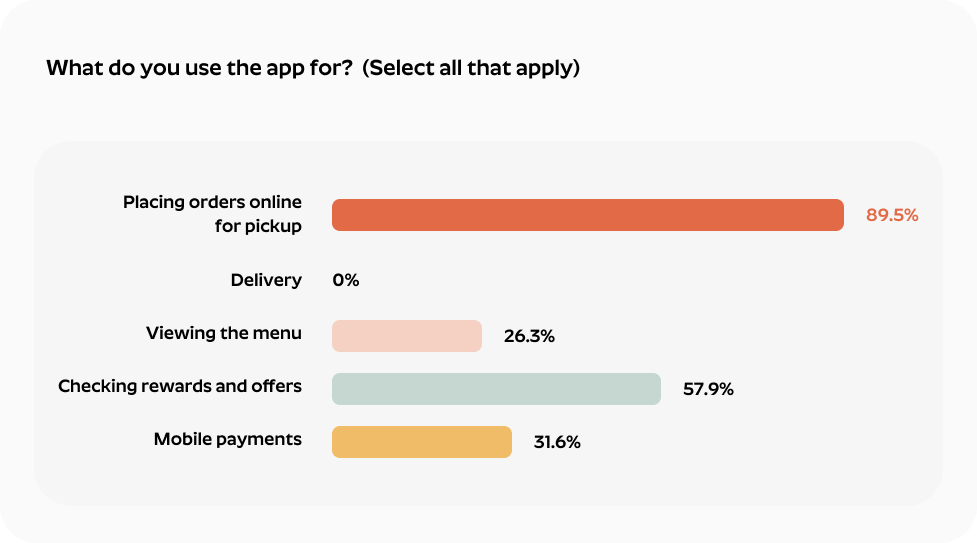 What do you use the app for?  (Select all that apply)
Placing orders online
for pickup
89.5%
Delivery
0%
Viewing the menu
26.3%
Checking rewards and offers
57.9%
Mobile payments
31.6%